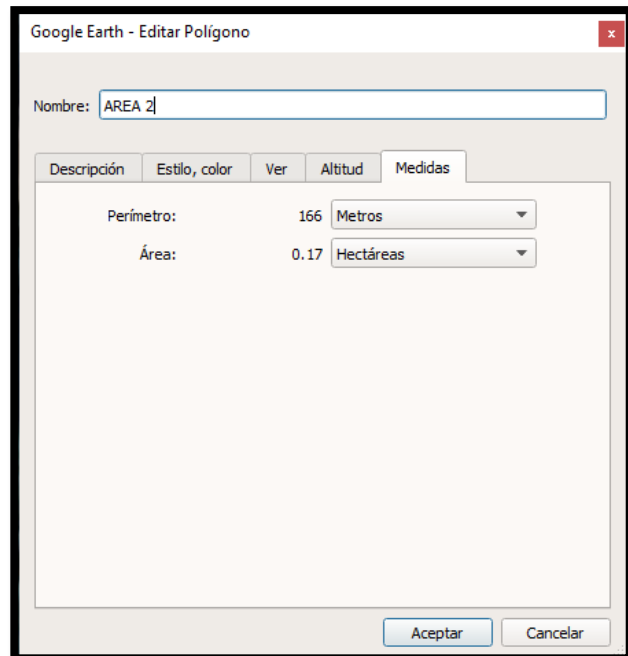 Google Earth - Editar Polígono x
Nombre: AREA 2
Descripción Estilo, color Ver Altitud Medidas
Perímetro: 166 Metros
Área: 0.17 Hectáreas
Aceptar Cancelar